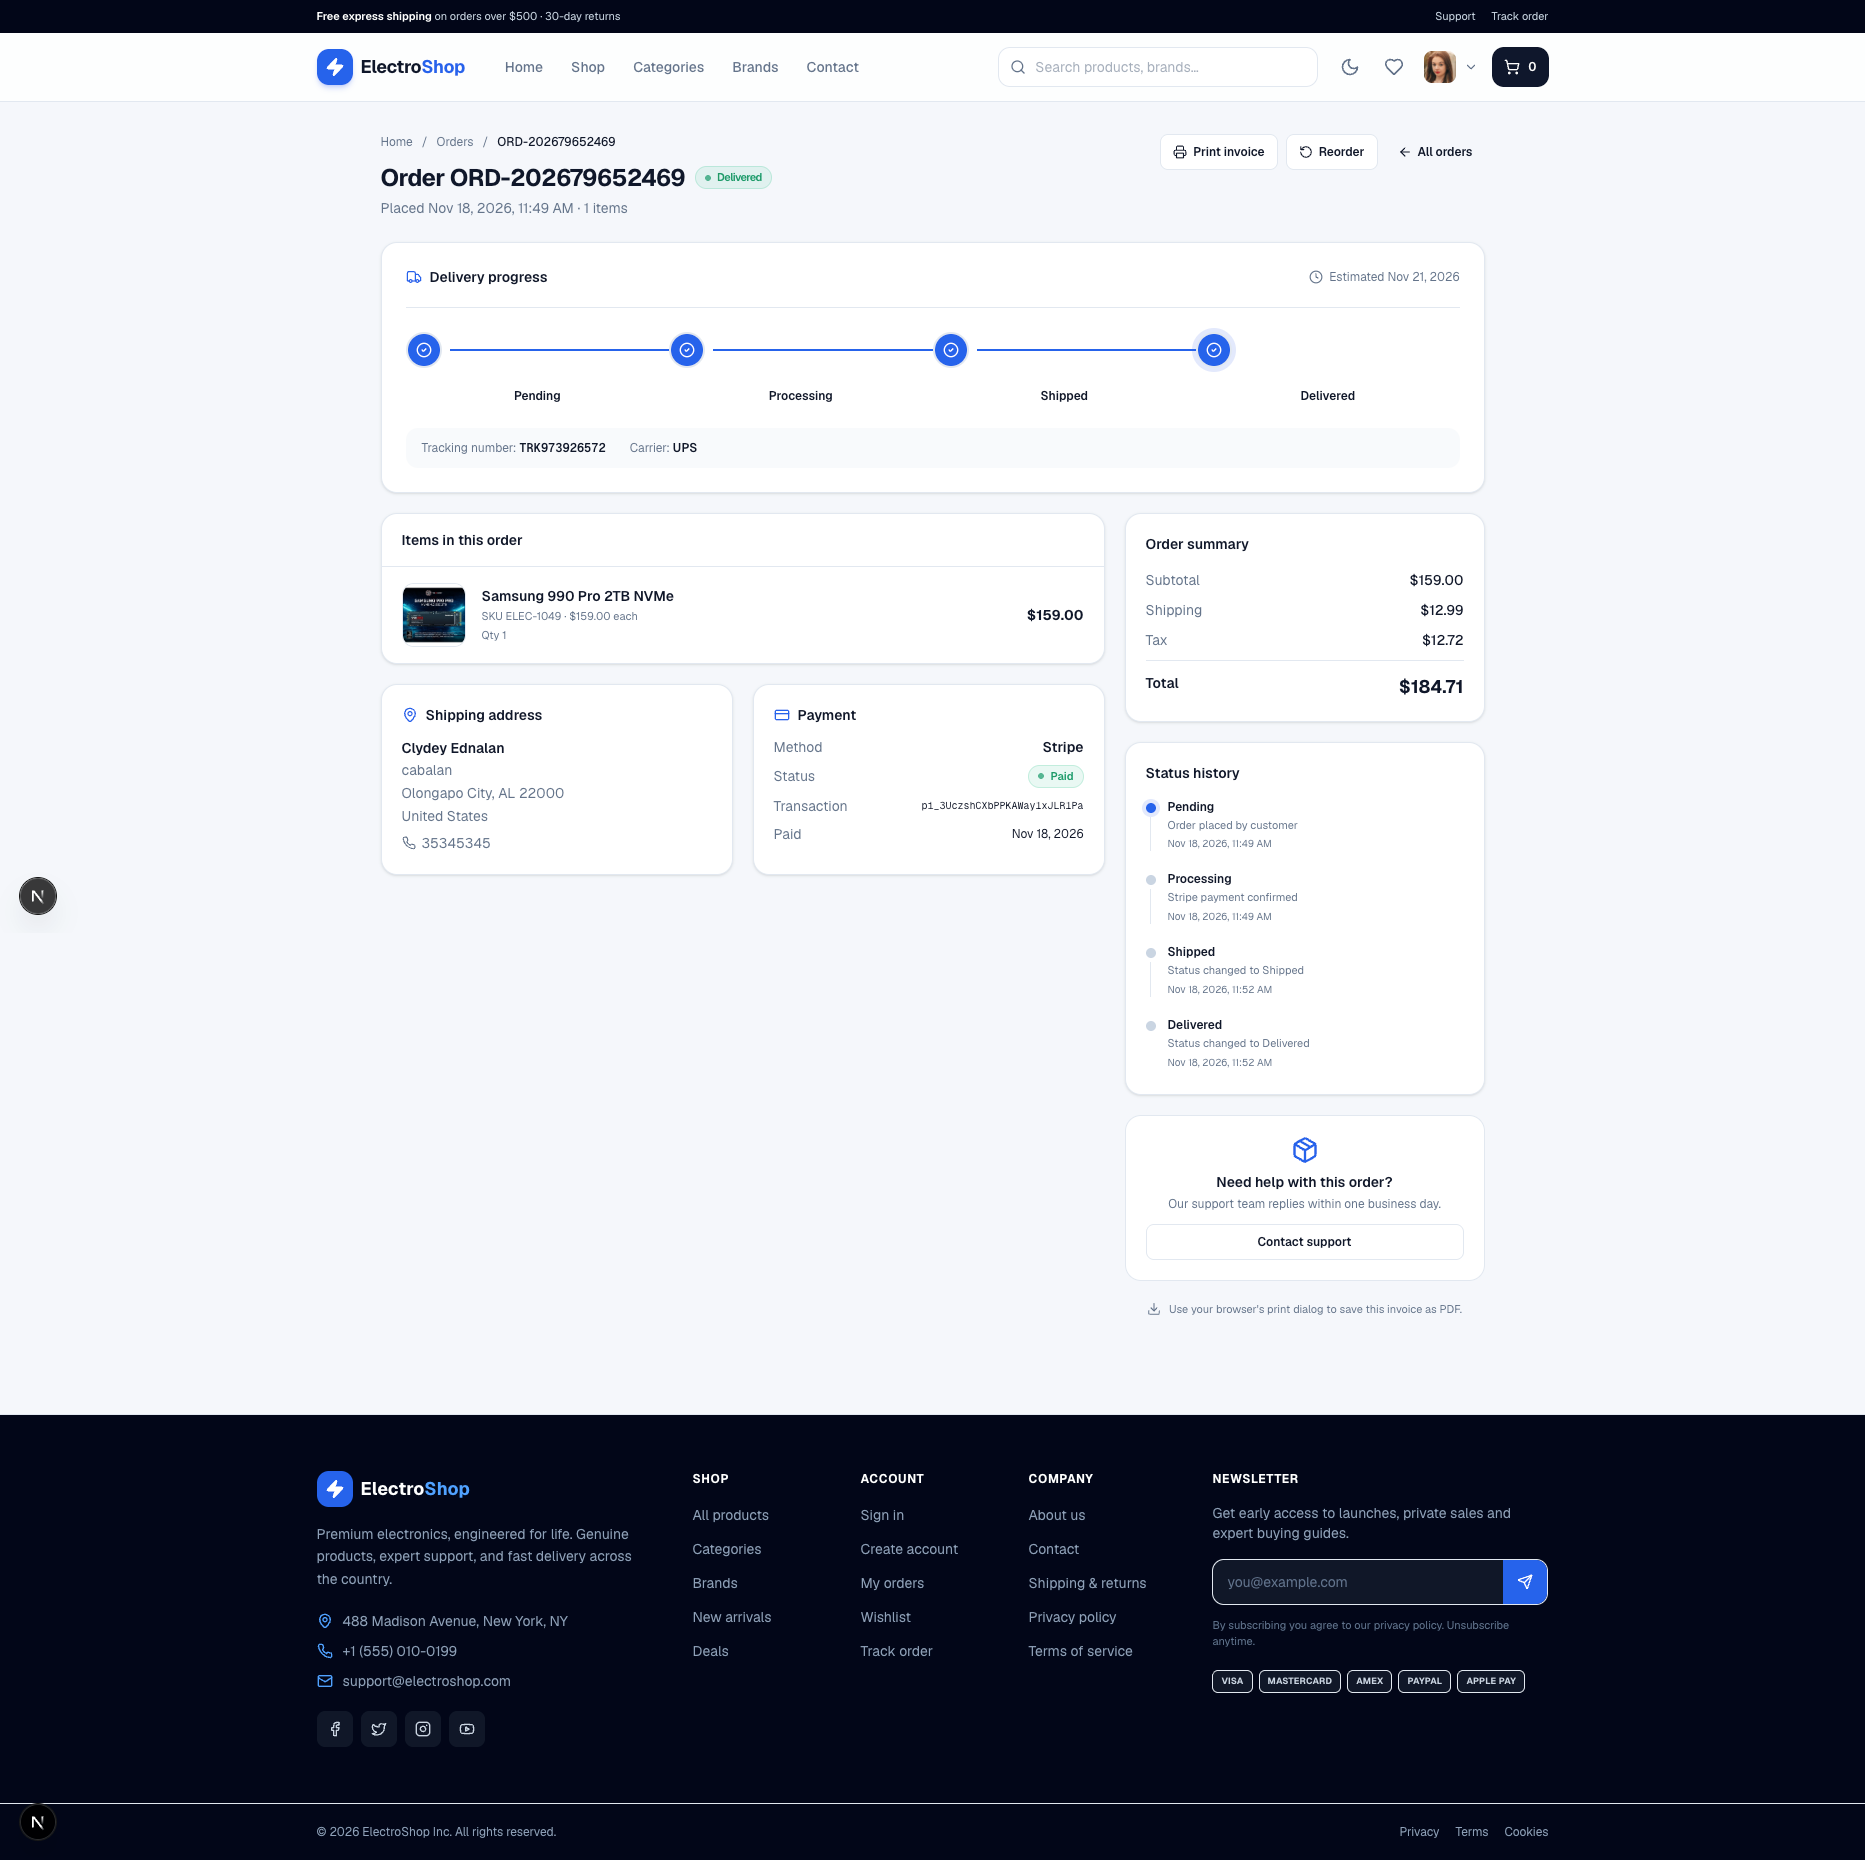 Free express shipping on orders over $500 · 30-day returns
Support
Track order
ElectroShop
Home
Shop
Categories
Brands
Contact
Search products, brands...
0
Home / Orders / ORD-202679652469
Print invoice
Reorder
All orders
Order ORD-202679652469
Delivered
Placed Nov 18, 2026, 11:49 AM · 1 items
Delivery progress
Estimated Nov 21, 2026
Pending
Processing
Shipped
Delivered
Tracking number: TRK973926572
Carrier: UPS
Items in this order
Samsung 990 Pro 2TB NVMe
SKU ELEC-1049 · $159.00 each
Qty 1
$159.00
Shipping address
Clydey Ednalan
cabalan
Olongapo City, AL 22000
United States
35345345
Payment
Method
Stripe
Status
Paid
Transaction
Paid
Nov 18, 2026
Order summary
Subtotal
$159.00
Shipping
$12.99
Tax
$12.72
Total
$184.71
Status history
Pending
Order placed by customer
Nov 18, 2026, 11:49 AM
Processing
Stripe payment confirmed
Nov 18, 2026, 11:49 AM
Shipped
Status changed to Shipped
Nov 18, 2026, 11:52 AM
Delivered
Status changed to Delivered
Nov 18, 2026, 11:52 AM
Need help with this order?
Our support team replies within one business day.
Contact support
Use your browser's print dialog to save this invoice as PDF.
N
ElectroShop
Premium electronics, engineered for life. Genuine
products, expert support, and fast delivery across
the country.
488 Madison Avenue, New York, NY
+1 (555) 010-0199
support@electroshop.com
SHOP
All products
Categories
Brands
New arrivals
Deals
ACCOUNT
Sign in
Create account
My orders
Wishlist
Track order
COMPANY
About us
Contact
Shipping & returns
Privacy policy
Terms of service
NEWSLETTER
Get early access to launches, private sales and
expert buying guides.
you@example.com
By subscribing you agree to our privacy policy. Unsubscribe
anytime.
VISA
MASTERCARD
AMEX
PAYPAL
APPLE PAY
N
© 2026 ElectroShop Inc. All rights reserved.
Privacy
Terms
Cookies